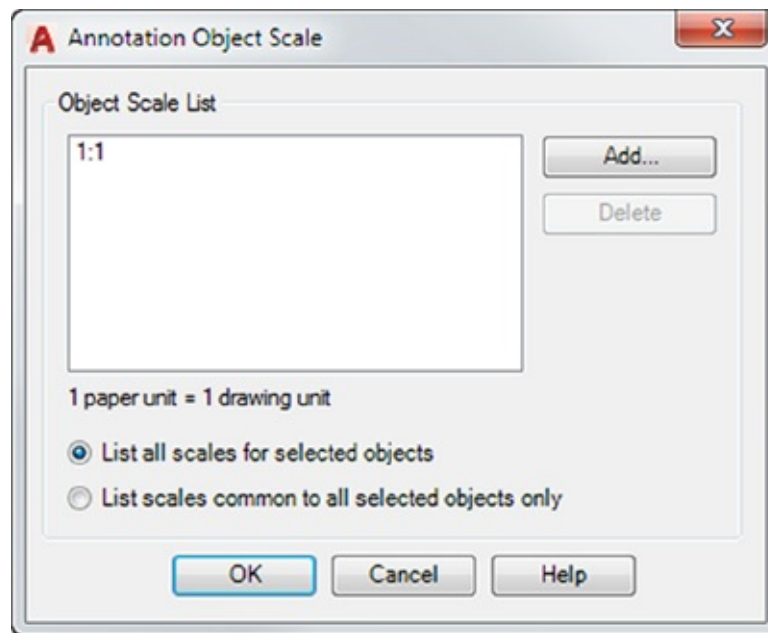 Annotation Object Scale
Object Scale List
1:1
Add...
Delete
1 paper unit = 1 drawing unit
List all scales for selected objects
List scales common to all selected objects only
OK
Cancel
Help